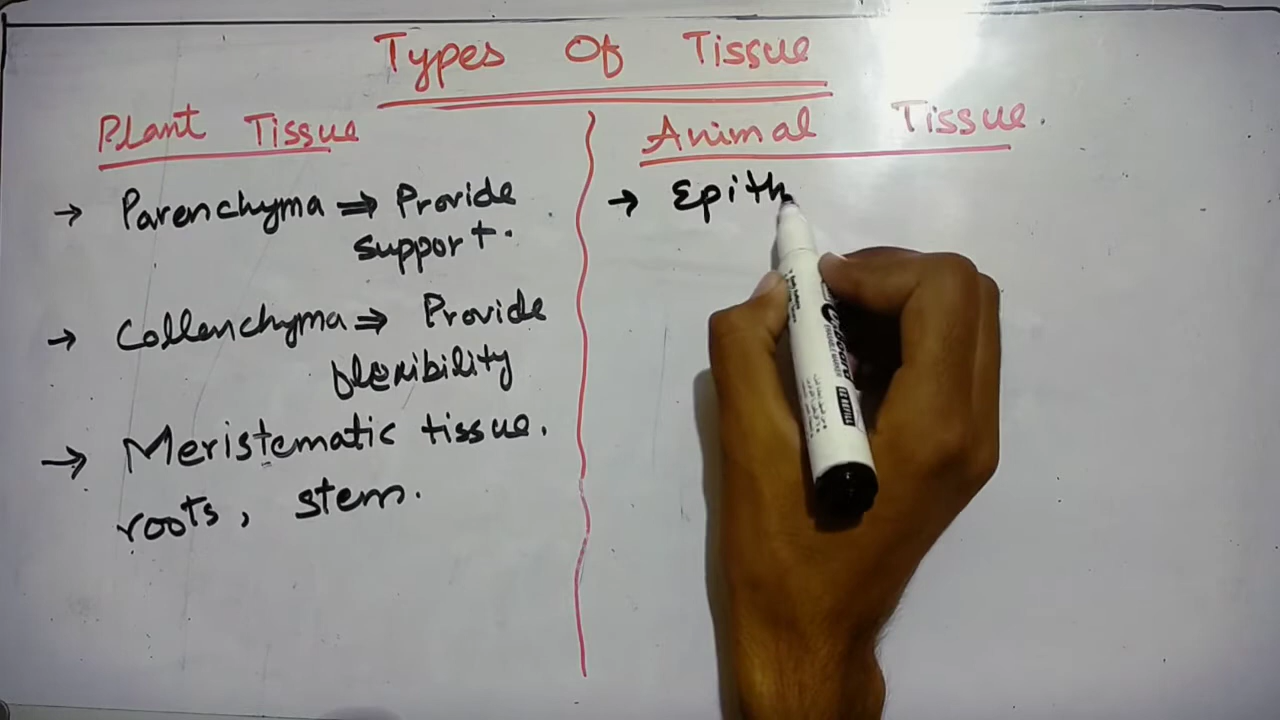 Types Of Tissue
Plant Tissue
→ Parenchyma ⇒ Provide
support.
→ Collenchyma ⇒ Provide
flexibility
→ Meristematic tissue.
roots, stem.
Animal Tissue.
→ Epith